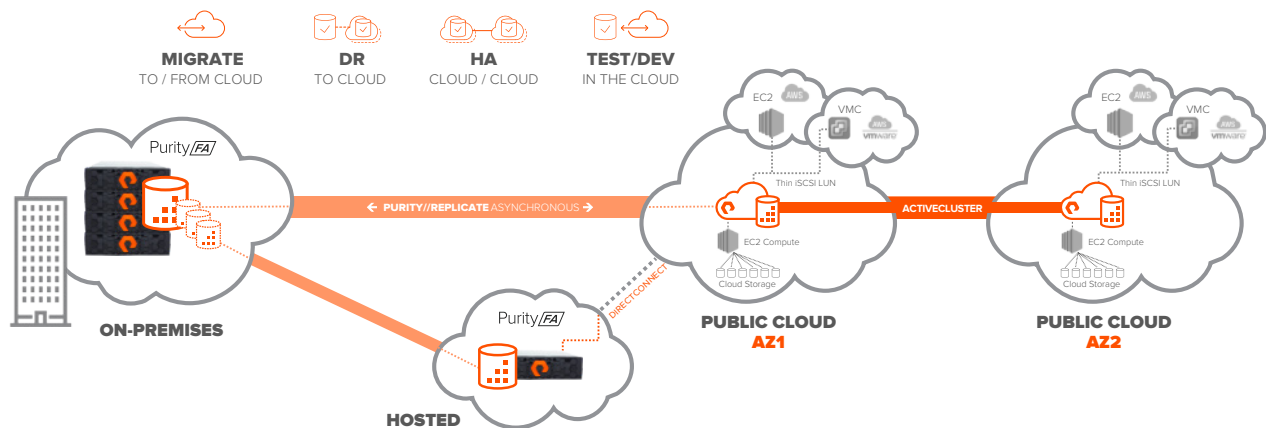 MIGRATE
TO / FROM CLOUD
DR
TO CLOUD
HA
CLOUD / CLOUD
TEST/DEV
IN THE CLOUD
Purity FA
ON-PREMISES
← PURITY//REPLICATE ASYNCHRONOUS →
Purity FA
HOSTED
DIRECT CONNECT
EC2
AWS
VMC
AWS
vmware
Thin iSCSI LUN
EC2 Compute
Cloud Storage
PUBLIC CLOUD
AZ1
ACTIVECLUSTER
EC2
AWS
VMC
AWS
vmware
Thin iSCSI LUN
EC2 Compute
Cloud Storage
PUBLIC CLOUD
AZ2